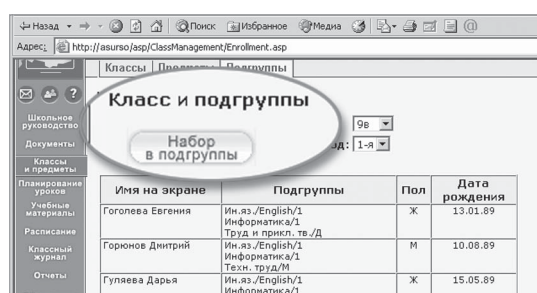 Назад
Поиск Избранное Медиа
Адрес: http://asurso/asp/ClassManagement/Enrollment.asp
Классы Предметы Подгруппы
Класс и подгруппы
9в
Набор
в подгруппы
1-я
Школьное
руководство
Документы
Классы
и предметы
Планирование
уроков
Учебные
материалы
Расписание
Классный
журнал
Отчеты
Имя на экране Подгруппы Пол Дата
рождения
Гоголева Евгения Ин.яз./English/1 Ж 13.01.89
Информатика/1
Труд и прикл. тв./Д
Горюнов Дмитрий Ин.яз./English/1 М 10.08.89
Информатика/1
Техн. труд/М
Гуляева Дарья Ин.яз./English/1 Ж 15.05.89
Информатика/1